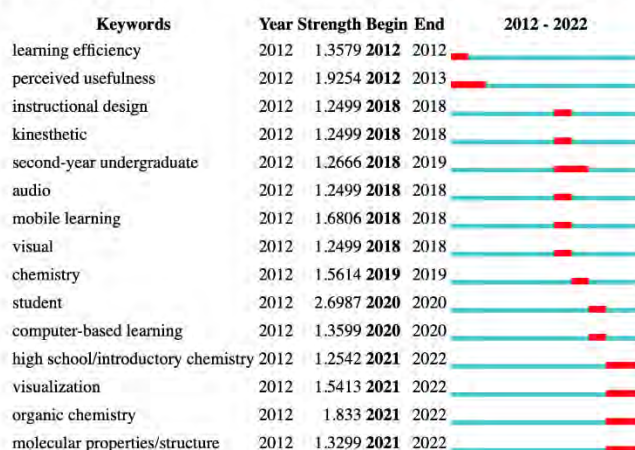 Keywords Year Strength Begin End 2012 - 2022
learning efficiency 2012 1.3579 2012 2012
perceived usefulness 2012 1.9254 2012 2013
instructional design 2012 1.2499 2018 2018
kinesthetic 2012 1.2499 2018 2018
second-year undergraduate 2012 1.2666 2018 2019
audio 2012 1.2499 2018 2018
mobile learning 2012 1.6806 2018 2018
visual 2012 1.2499 2018 2018
chemistry 2012 1.5614 2019 2019
student 2012 2.6987 2020 2020
computer-based learning 2012 1.3599 2020 2020
high school/introductory chemistry 2012 1.2542 2021 2022
visualization 2012 1.5413 2021 2022
organic chemistry 2012 1.833 2021 2022
molecular properties/structure 2012 1.3299 2021 2022